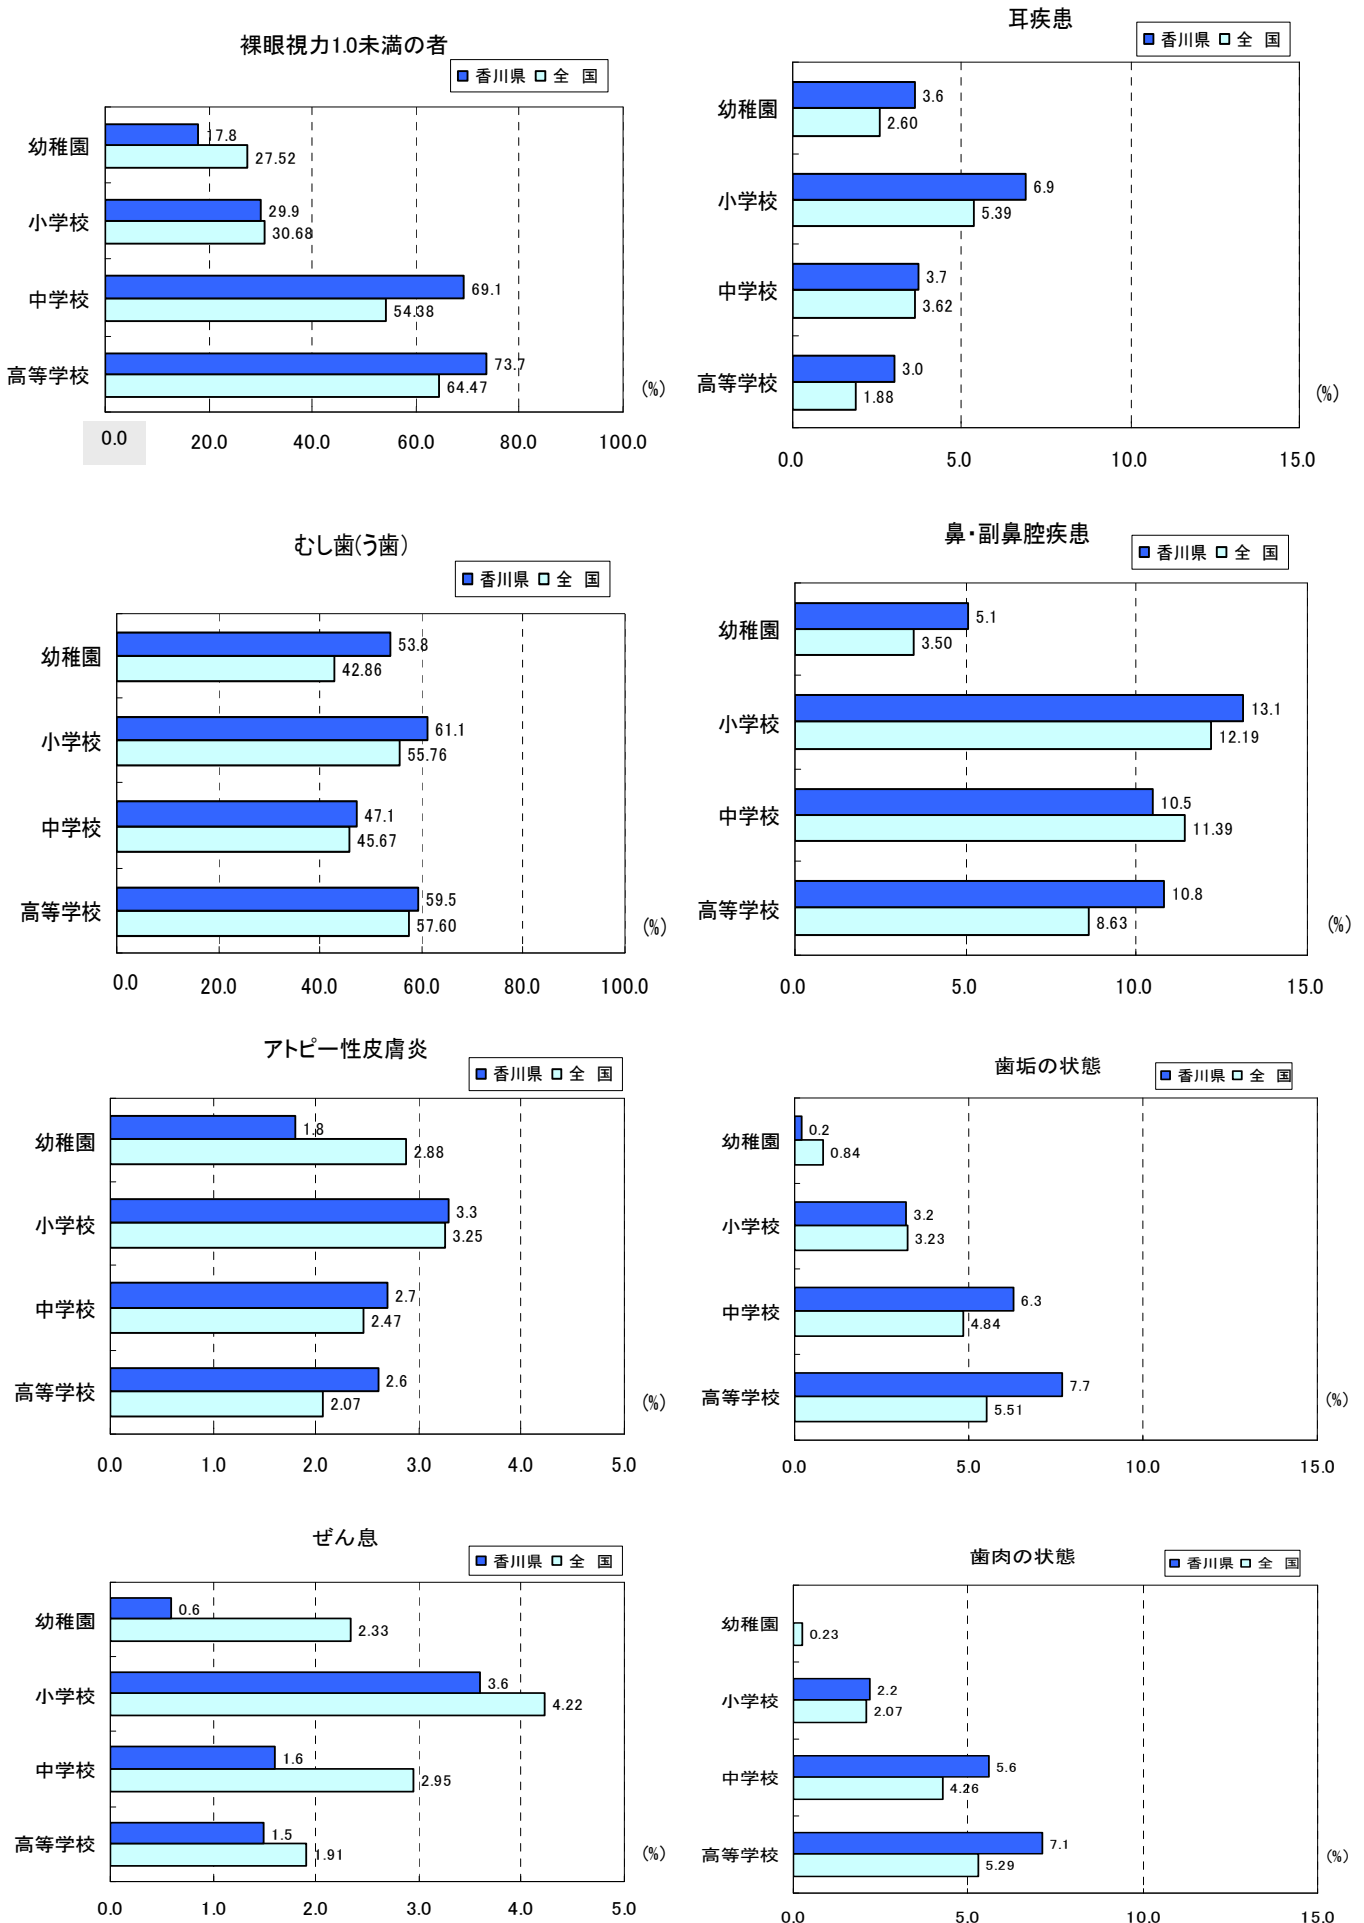 裸眼視力1.0未満の者
香川県 全 国
幼稚園 17.8
27.52
小学校 29.9
30.68
中学校 69.1
54.38
高等学校 73.7
64.47
(%)
0.0 20.0 40.0 60.0 80.0 100.0
耳疾患
香川県 全 国
幼稚園 3.6
2.60
小学校 6.9
5.39
中学校 3.7
3.62
高等学校 3.0
1.88
(%)
0.0 5.0 10.0 15.0
むし歯(う歯)
香川県 全 国
幼稚園 53.8
42.86
小学校 61.1
55.76
中学校 47.1
45.67
高等学校 59.5
57.60
(%)
0.0 20.0 40.0 60.0 80.0 100.0
鼻・副鼻腔疾患
香川県 全 国
幼稚園 5.1
3.50
小学校 13.1
12.19
中学校 10.5
11.39
高等学校 10.8
8.63
(%)
0.0 5.0 10.0 15.0
アトピー性皮膚炎
香川県 全 国
幼稚園 1.8
2.88
小学校 3.3
3.25
中学校 2.7
2.47
高等学校 2.6
2.07
(%)
0.0 1.0 2.0 3.0 4.0 5.0
歯垢の状態
香川県 全 国
幼稚園 0.2
0.84
小学校 3.2
3.23
中学校 6.3
4.84
高等学校 7.7
5.51
(%)
0.0 5.0 10.0 15.0
ぜん息
香川県 全 国
幼稚園 0.6
2.33
小学校 3.6
4.22
中学校 1.6
2.95
高等学校 1.5
1.91
(%)
0.0 1.0 2.0 3.0 4.0 5.0
歯肉の状態
香川県 全 国
幼稚園 0.23
小学校 2.2
2.07
中学校 5.6
4.26
高等学校 7.1
5.29
(%)
0.0 5.0 10.0 15.0